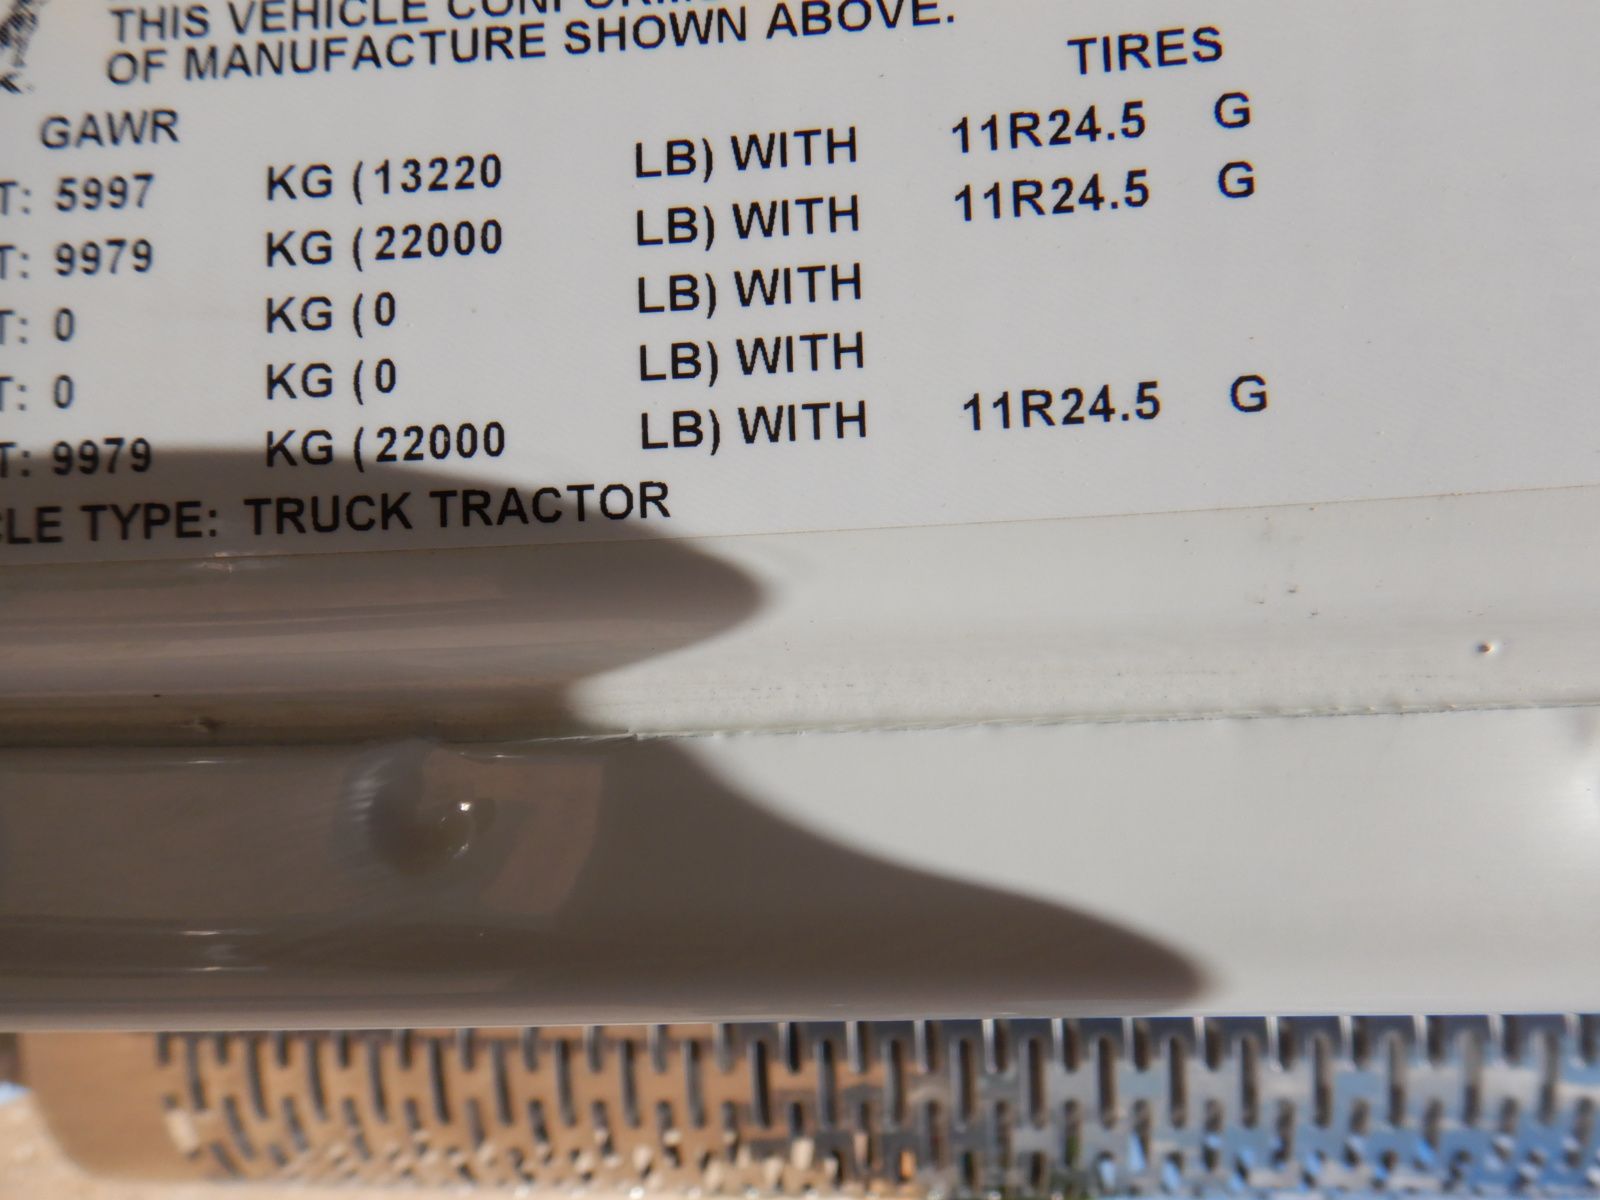 THIS VEHICLE
OF MANUFACTURE SHOWN ABOVE.
TIRES
GAWR
T: 5997 KG (13220 LB) WITH 11R24.5 G
T: 9979 KG (22000 LB) WITH 11R24.5 G
T: 0 KG (0 LB) WITH
T: 0 KG (0 LB) WITH
T: 9979 KG (22000 LB) WITH 11R24.5 G
CLE TYPE: TRUCK TRACTOR